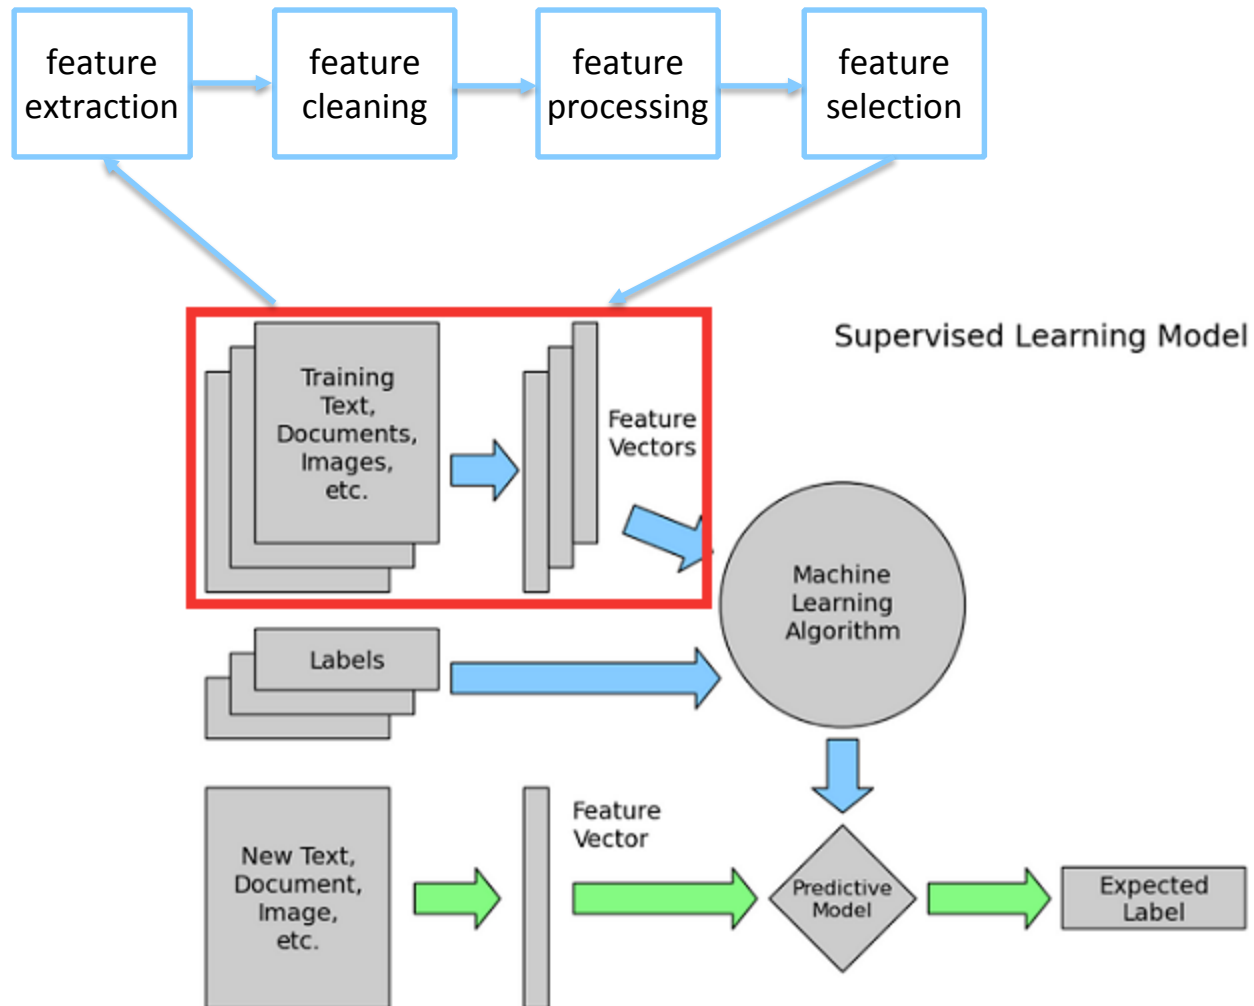 feature
extraction
feature
cleaning
feature
processing
feature
selection
Supervised Learning Model
Training
Text,
Documents,
Images,
etc.
Feature
Vectors
Machine
Learning
Algorithm
Labels
New Text,
Document,
Image,
etc.
Feature
Vector
Predictive
Model
Expected
Label